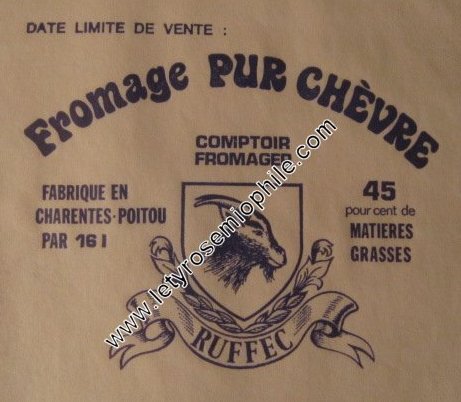 DATE LIMITE DE VENTE :
Fromage PUR CHÈVRE
COMPTOIR
FROMAGER
FABRIQUE EN
CHARENTES-POITOU
PAR 16 I
45
pour cent de
MATIERES
GRASSES
RUFFEC
www.letyrosemiophile.com